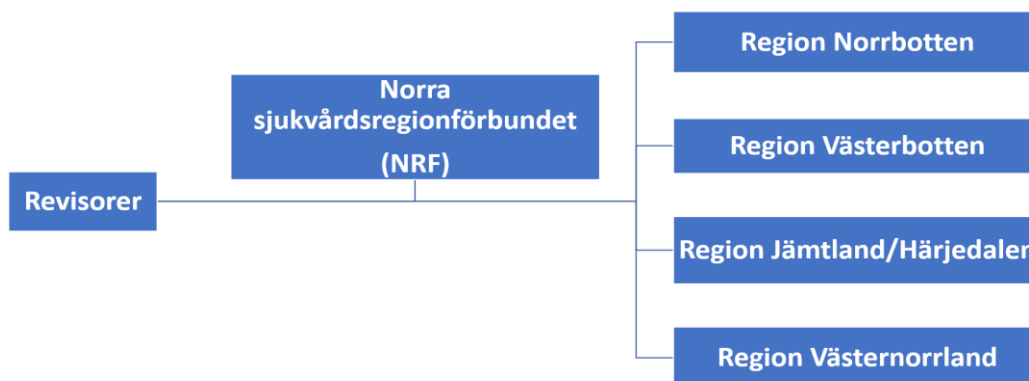 Region Norrbotten
Norra
sjukvårdsregionförbundet
(NRF)
Region Västerbotten
Revisorer
Region Jämtland/Härjedalen
Region Västernorrland